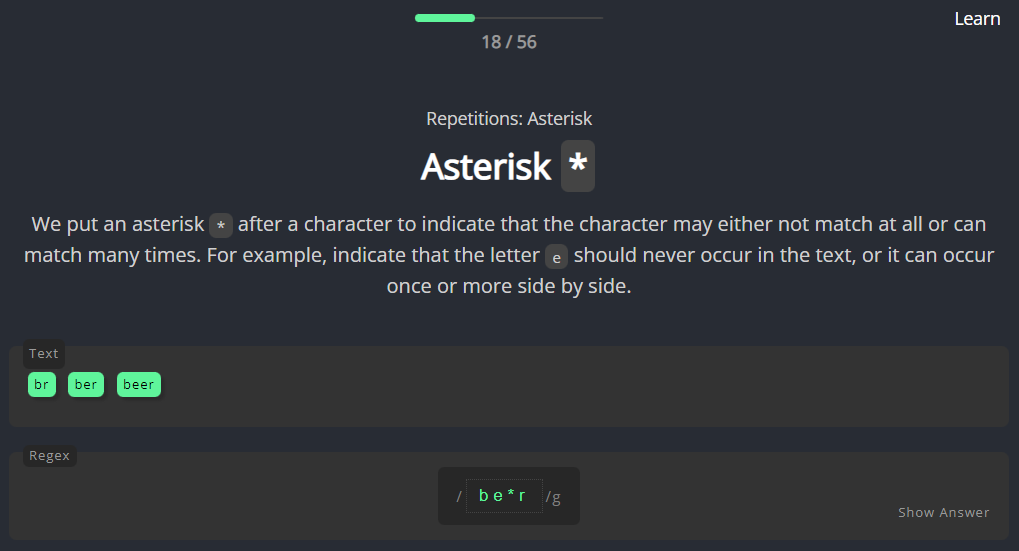 Learn
18 / 56
Repetitions: Asterisk
Asterisk *
We put an asterisk * after a character to indicate that the character may either not match at all or can
match many times. For example, indicate that the letter e should never occur in the text, or it can occur
once or more side by side.
Text
br ber beer
Regex
/ be*r /g
Show Answer